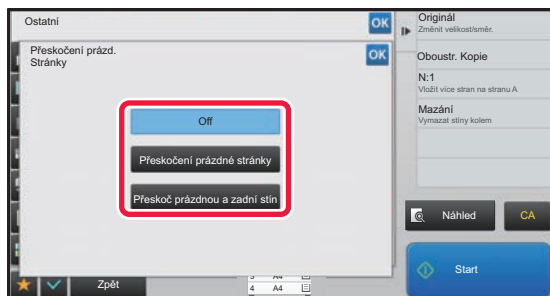 Ostatní
OK
Přeskočení prázd.
Stránky
OK
Off
Přeskočení prázdné stránky
Přeskoč prázdnou a zadní stín
Originál
Změnit velikost/směr.
Oboustr. Kopie
N:1
Vložit více stran na stranu A
Mazání
Vymazat stíny kolem
Náhled
CA
Start
Zpět
A4
4 A4